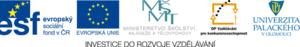 esf evropský sociální fond v ČR
EVROPSKÁ UNIE
MINISTERSTVO ŠKOLSTVÍ, MLÁDEŽE A TĚLOVÝCHOVY
OP Vzdělávání pro konkurenceschopnost
UNIVERZITA PALACKÉHO V OLOMOUCI
INVESTICE DO ROZVOJE VZDĚLÁVÁNÍ